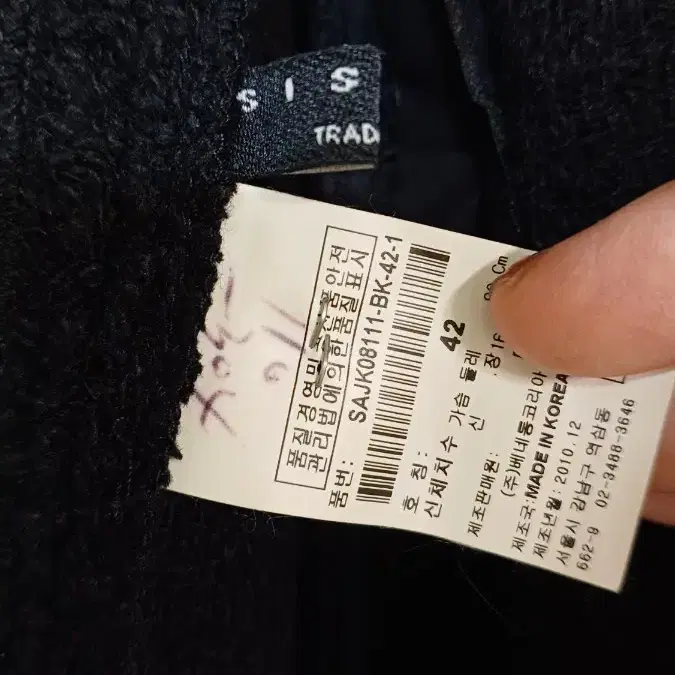 S I S
TRAD
품질경영및 공산품안전
관리법에의한품질표시
품번: SAJK08111-BK-42-1
호 칭: 42
신체치수 가슴 둘레
신 장 16
Cm
제조판매원:
(주)베네통코리아
제조국: MADE IN KOREA
제조년월: 2010.12
서울시 강남구 역삼동
662-9 02-3488-3646